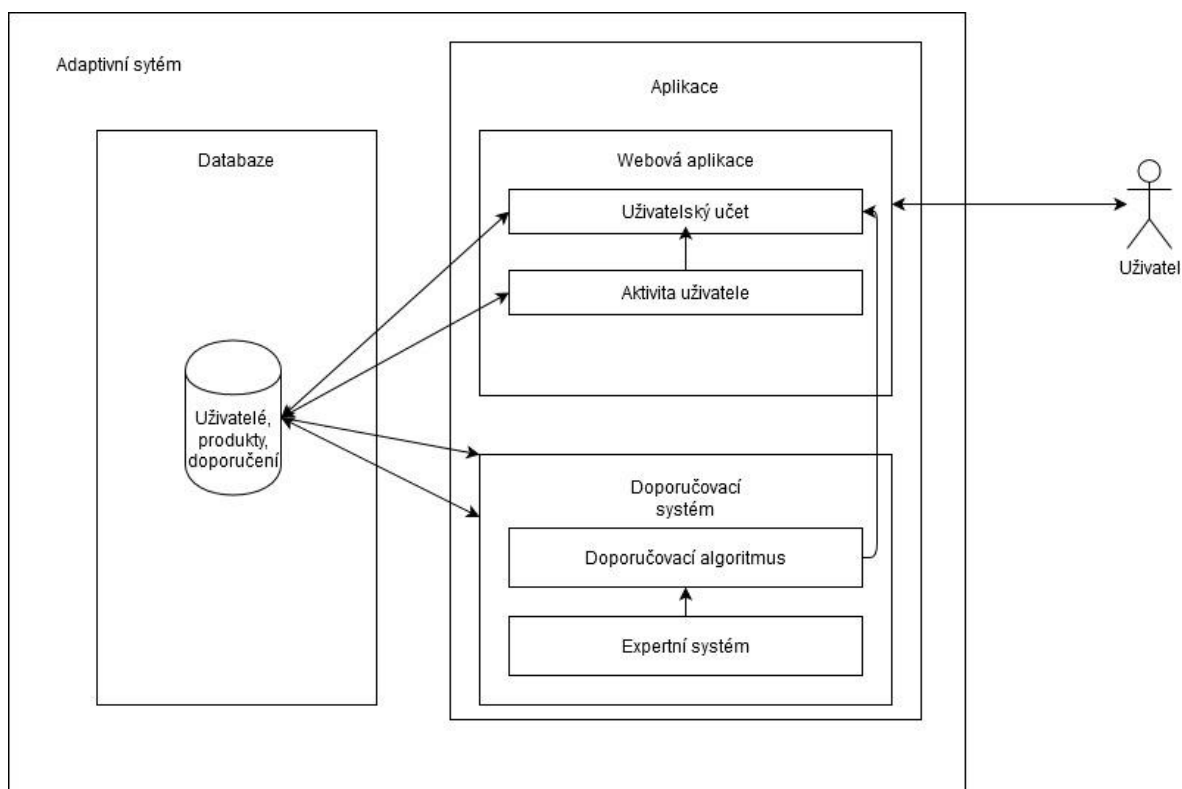 Adaptivní sytém
Aplikace
Databaze
Webová aplikace
Uživatelský učet
Aktivita uživatele
Uživatel
Uživatelé,
produkty,
doporučení
Doporučovací
systém
Doporučovací algoritmus
Expertní systém